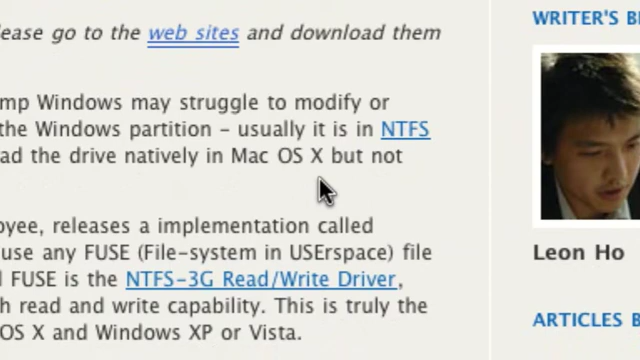 lease go to the web sites and download them
mp Windows may struggle to modify or
the Windows partition – usually it is in NTFS
ad the drive natively in Mac OS X but not
oyee, releases a implementation called
use any FUSE (File-system in USErspace) file
FUSE is the NTFS-3G Read/Write Driver,
h read and write capability. This is truly the
OS X and Windows XP or Vista.
WRITER'S B
Leon Ho
ARTICLES B